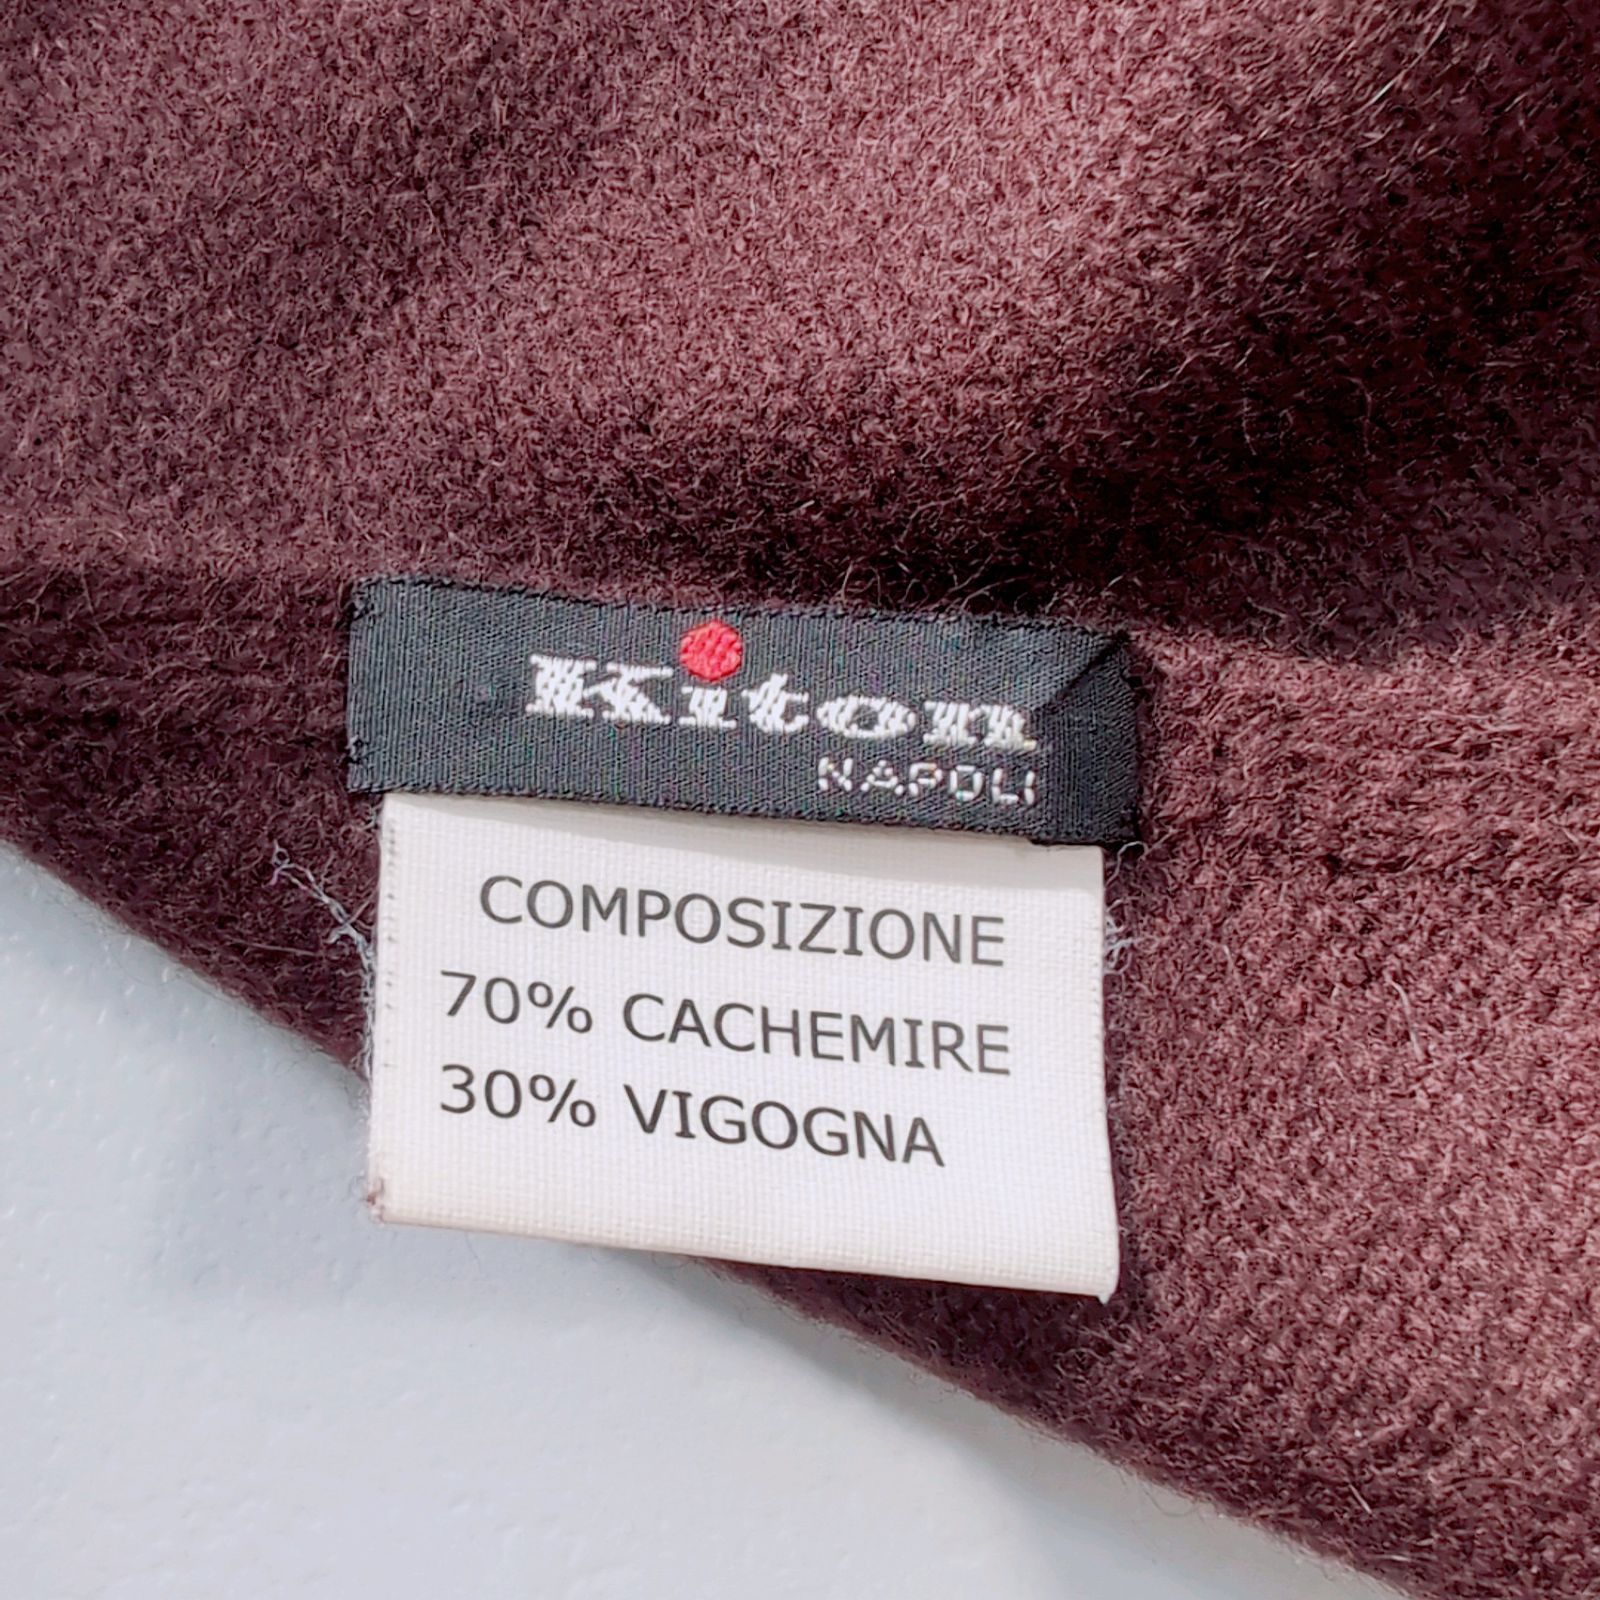 Kiton
NAPOLI
COMPOSIZIONE
70% CACHEMIRE
30% VIGOGNA